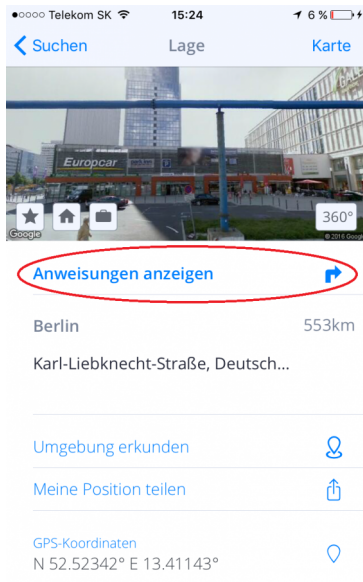 Telekom SK 15:24 6 %
Suchen Lage Karte
Europcar
360°
Google © 2016 Google
Anweisungen anzeigen
Berlin 553km
Karl-Liebknecht-Straße, Deutsch...
Umgebung erkunden
Meine Position teilen
GPS-Koordinaten
N 52.52342° E 13.41143°